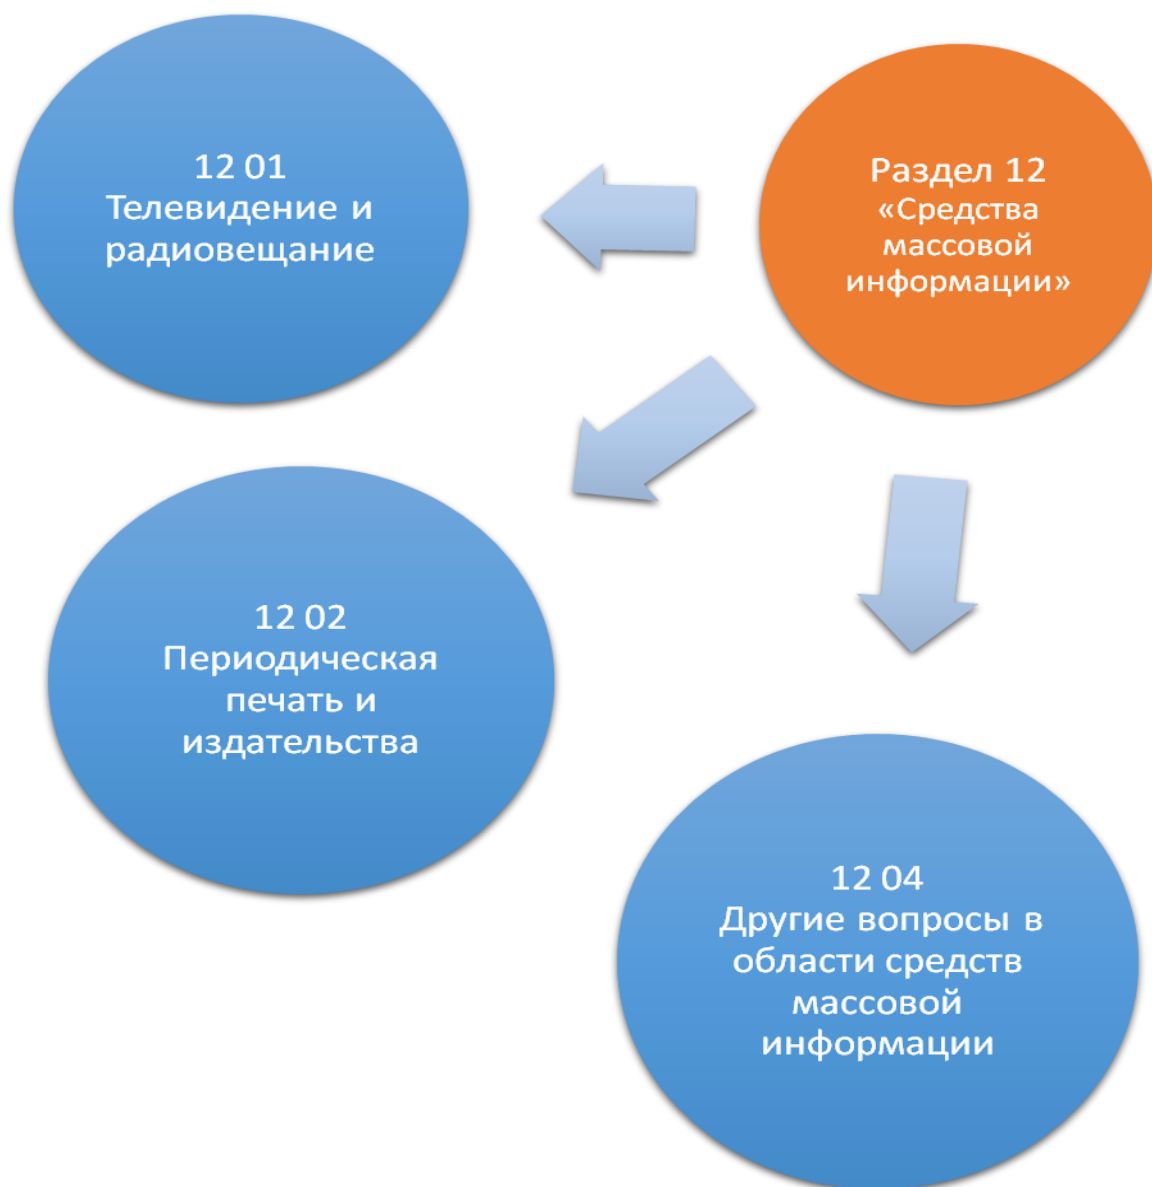 12 01
Телевидение и
радиовещание
Раздел 12
«Средства
массовой
информации»
12 02
Периодическая
печать и
издательства
12 04
Другие вопросы в
области средств
массовой
информации